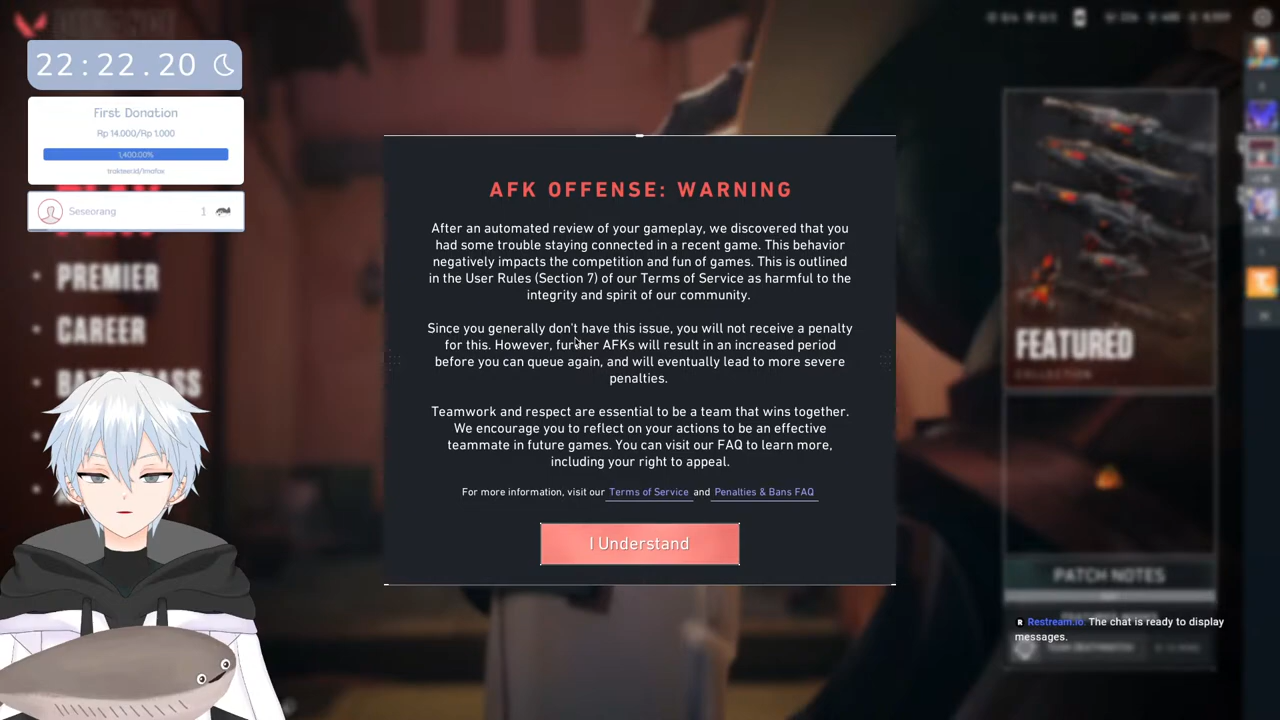 22:22.20
First Donation
Rp 14.000/Rp 1.000
1,400.00%
trakteer.id/1mofox
Seseorang 1
PREMIER
CAREER
AFK OFFENSE: WARNING
After an automated review of your gameplay, we discovered that you
had some trouble staying connected in a recent game. This behavior
negatively impacts the competition and fun of games. This is outlined
in the User Rules (Section 7) of our Terms of Service as harmful to the
integrity and spirit of our community.
Since you generally don't have this issue, you will not receive a penalty
for this. However, further AFKs will result in an increased period
before you can queue again, and will eventually lead to more severe
penalties.
Teamwork and respect are essential to be a team that wins together.
We encourage you to reflect on your actions to be an effective
teammate in future games. You can visit our FAQ to learn more,
including your right to appeal.
For more information, visit our Terms of Service and Penalties & Bans FAQ
I Understand
FEATURED
COLLECTION
PATCH NOTES
Restream.io: The chat is ready to display
messages.